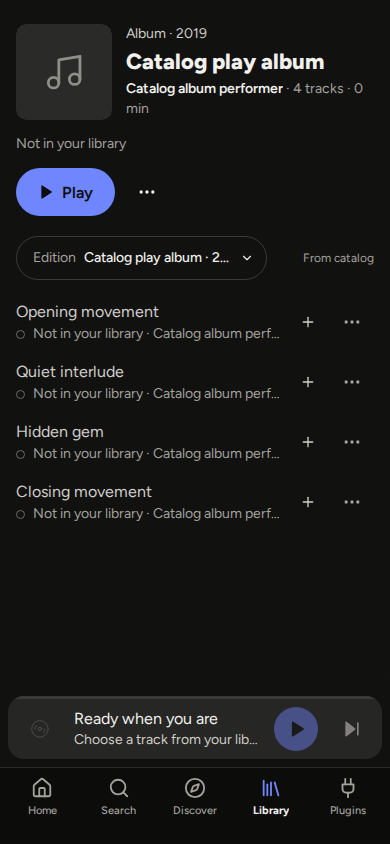 Album · 2019
Catalog play album
Catalog album performer · 4 tracks · 0
min
Not in your library
Play
Edition Catalog play album · 2...
From catalog
Opening movement
Not in your library · Catalog album perf...
Quiet interlude
Not in your library · Catalog album perf...
Hidden gem
Not in your library · Catalog album perf...
Closing movement
Not in your library · Catalog album perf...
Ready when you are
Choose a track from your lib...
Home Search Discover Library Plugins